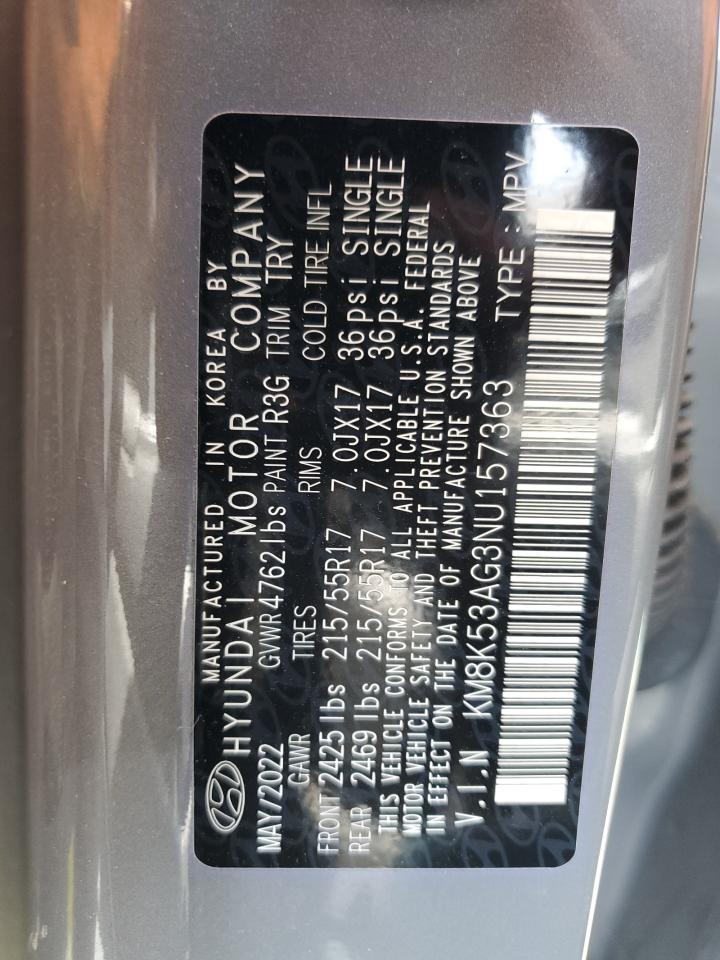 MANUFACTURED IN KOREA BY
HYUNDAI MOTOR COMPANY
MAY/2022 GVWR 4762 lbs PAINT R3G TRIM TRY
GAWR TIRES RIMS COLD TIRE INFL
FRONT 2425 lbs 215/55R17 7.0JX17 36psi SINGLE
REAR 2469 lbs 215/55R17 7.0JX17 36psi SINGLE
THIS VEHICLE CONFORMS TO ALL APPLICABLE U.S.A. FEDERAL
MOTOR VEHICLE SAFETY AND THEFT PREVENTION STANDARDS
IN EFFECT ON THE DATE OF MANUFACTURE SHOWN ABOVE
V.I.N KM8K53AG3NU157363 TYPE : MPV